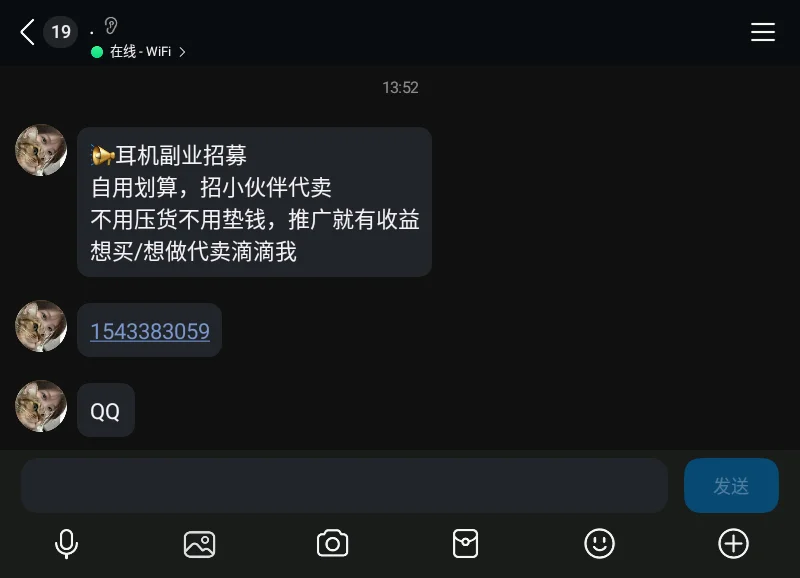 19
.
在线 - WiFi
13:52
耳机副业招募
自用划算，招小伙伴代卖
不用压货不用垫钱，推广就有收益
想买/想做代卖滴滴我
1543383059
QQ
发送